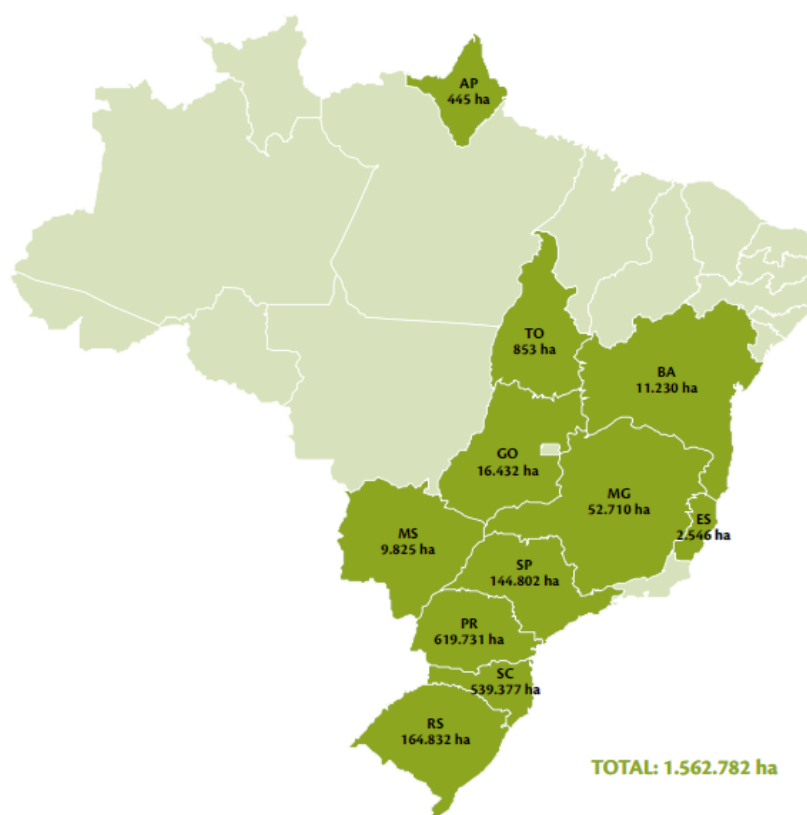 AP
445 ha
TO
853 ha
BA
11.230 ha
GO
16.432 ha
MG
52.710 ha
ES
2.546 ha
MS
9.825 ha
SP
144.802 ha
PR
619.731 ha
SC
539.377 ha
RS
164.832 ha
TOTAL: 1.562.782 ha